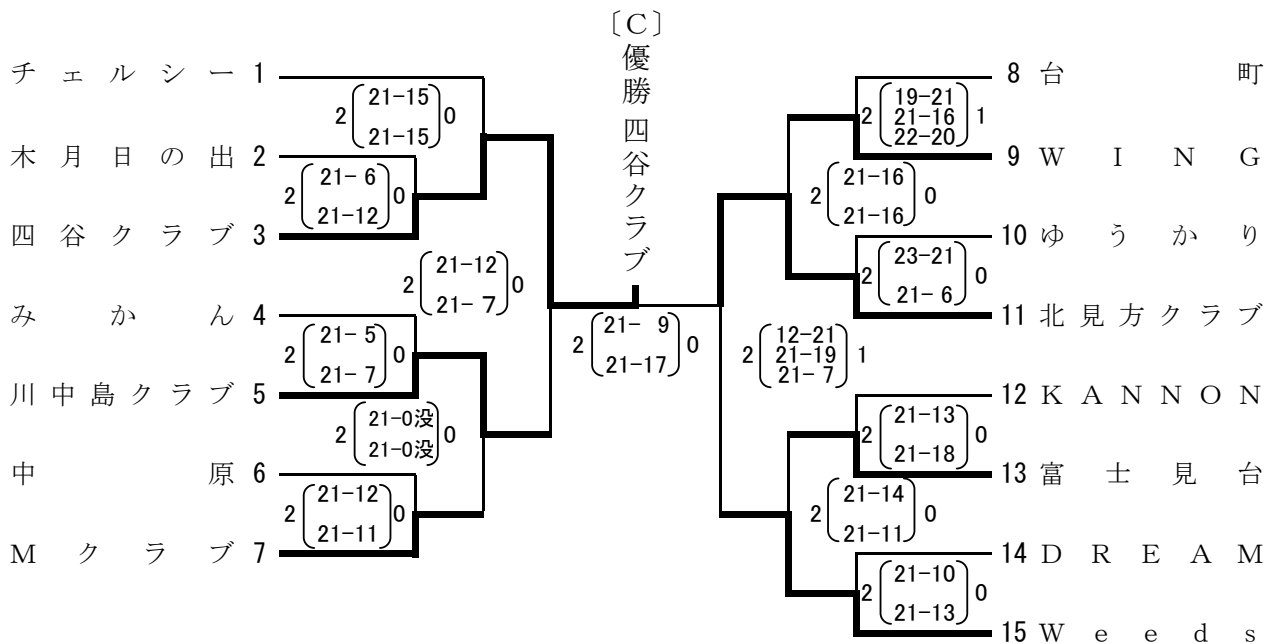 〔C〕
優勝 四谷クラブ
チェルシー 1
2 21-15 0
21-15
木月日の出 2
2 21- 6 0
21-12
四谷クラブ 3
2 21-12 0
21- 7
みかん 4
2 21- 5 0
21- 7
川中島クラブ 5
2 21-0没 0
21-0没
中原 6
2 21-12 0
21-11
Mクラブ 7
2 21- 9 0
21-17
8 台町
2 19-21 1
21-16
22-20
9 WING
2 21-16 0
21-16
10 ゆうかり
2 23-21 0
21- 6
11 北見方クラブ
2 12-21 1
21-19
21- 7
12 KANNON
2 21-13 0
21-18
13 富士見台
2 21-14 0
21-11
14 DREAM
2 21-10 0
21-13
15 Weeds